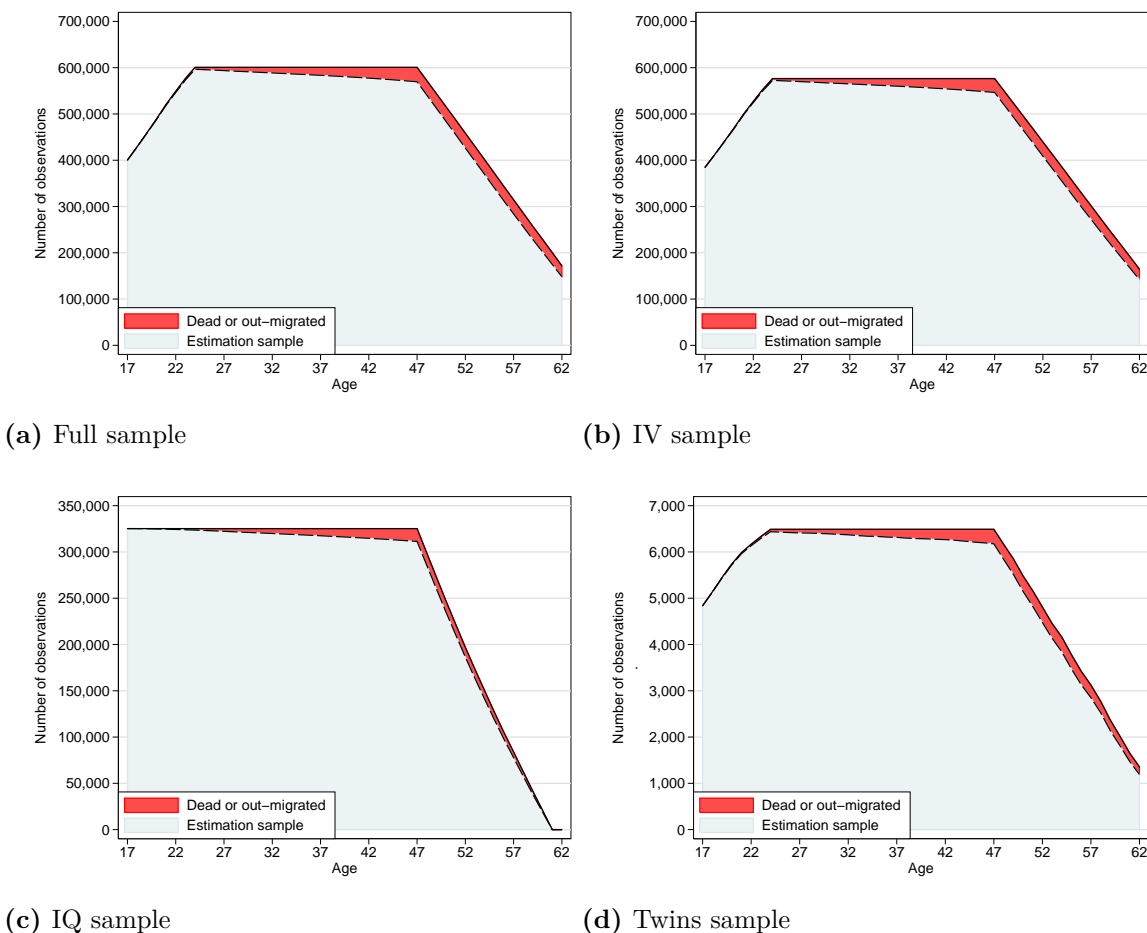 700,000
600,000
500,000
400,000
300,000
200,000
100,000
0
Number of observations
Dead or out−migrated
Estimation sample
17 22 27 32 37 42 47 52 57 62
Age
(a) Full sample
700,000
600,000
500,000
400,000
300,000
200,000
100,000
0
Number of observations
Dead or out−migrated
Estimation sample
17 22 27 32 37 42 47 52 57 62
Age
(b) IV sample
350,000
300,000
250,000
200,000
150,000
100,000
50,000
0
Number of observations
Dead or out−migrated
Estimation sample
17 22 27 32 37 42 47 52 57 62
Age
(c) IQ sample
7,000
6,000
5,000
4,000
3,000
2,000
1,000
0
Number of observations
Dead or out−migrated
Estimation sample
17 22 27 32 37 42 47 52 57 62
Age
(d) Twins sample